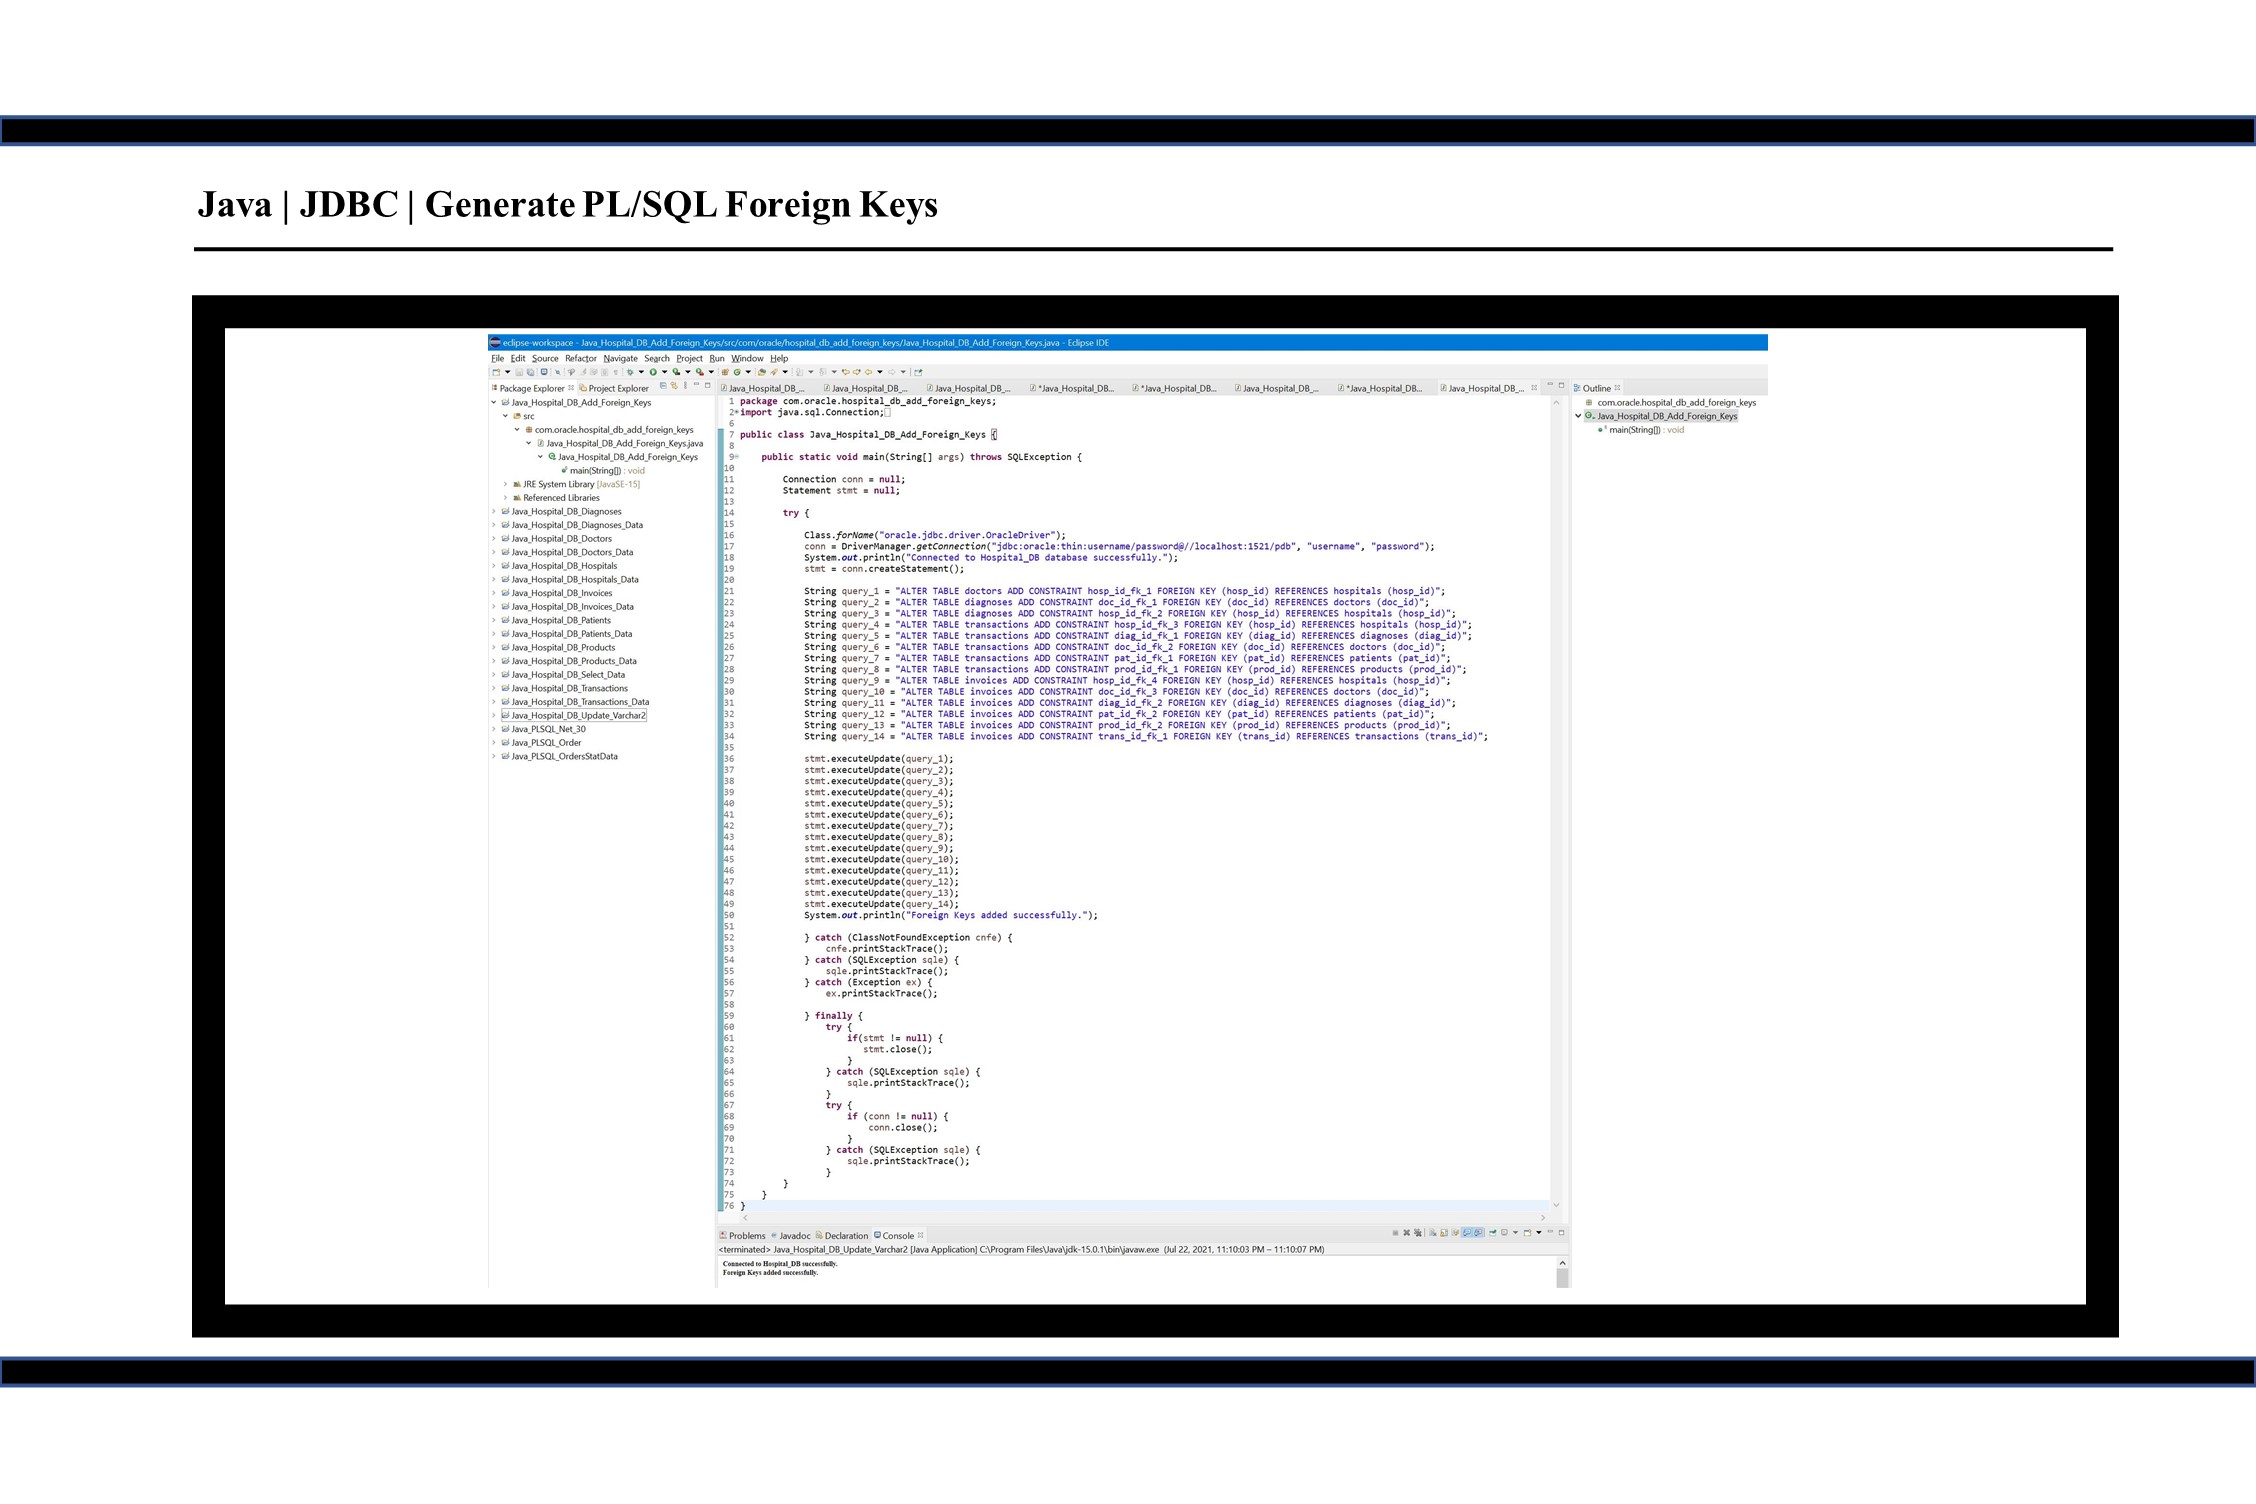 Java | JDBC | Generate PL/SQL Foreign Keys
eclipse-workspace - Java_Hospital_DB_Add_Foreign_Keys/src/com/oracle/hospital_db_add_foreign_keys/Java_Hospital_DB_Add_Foreign_Keys.java - Eclipse IDE
File Edit Source Refactor Navigate Search Project Run Window Help
Package Explorer Project Explorer
Java_Hospital_DB_Add_Foreign_Keys
src
com.oracle.hospital_db_add_foreign_keys
Java_Hospital_DB_Add_Foreign_Keys.java
Java_Hospital_DB_Add_Foreign_Keys
main(String[]) : void
JRE System Library [JavaSE-15]
Referenced Libraries
Java_Hospital_DB_Diagnoses
Java_Hospital_DB_Diagnoses_Data
Java_Hospital_DB_Doctors
Java_Hospital_DB_Doctors_Data
Java_Hospital_DB_Hospitals
Java_Hospital_DB_Hospitals_Data
Java_Hospital_DB_Invoices
Java_Hospital_DB_Invoices_Data
Java_Hospital_DB_Patients
Java_Hospital_DB_Patients_Data
Java_Hospital_DB_Products
Java_Hospital_DB_Products_Data
Java_Hospital_DB_Select_Data
Java_Hospital_DB_Transactions
Java_Hospital_DB_Transactions_Data
Java_Hospital_DB_Update_Varchar2
Java_PLSQL_Net_30
Java_PLSQL_Order
Java_PLSQL_OrdersStatData
Java_Hospital_DB_... Java_Hospital_DB_... Java_Hospital_DB_... *Java_Hospital_DB... *Java_Hospital_DB... Java_Hospital_DB_... *Java_Hospital_DB... Java_Hospital_DB_...
1 package com.oracle.hospital_db_add_foreign_keys;
2 import java.sql.Connection;
6
7 public class Java_Hospital_DB_Add_Foreign_Keys {
8
9 public static void main(String[] args) throws SQLException {
10
11 Connection conn = null;
12 Statement stmt = null;
13
14 try {
15
16 Class.forName("oracle.jdbc.driver.OracleDriver");
17 conn = DriverManager.getConnection("jdbc:oracle:thin:username/password@//localhost:1521/pdb", "username", "password");
18 System.out.println("Connected to Hospital_DB database successfully.");
19 stmt = conn.createStatement();
20
21 String query_1 = "ALTER TABLE doctors ADD CONSTRAINT hosp_id_fk_1 FOREIGN KEY (hosp_id) REFERENCES hospitals (hosp_id)";
22 String query_2 = "ALTER TABLE diagnoses ADD CONSTRAINT doc_id_fk_1 FOREIGN KEY (doc_id) REFERENCES doctors (doc_id)";
23 String query_3 = "ALTER TABLE diagnoses ADD CONSTRAINT hosp_id_fk_2 FOREIGN KEY (hosp_id) REFERENCES hospitals (hosp_id)";
24 String query_4 = "ALTER TABLE transactions ADD CONSTRAINT hosp_id_fk_3 FOREIGN KEY (hosp_id) REFERENCES hospitals (hosp_id)";
25 String query_5 = "ALTER TABLE transactions ADD CONSTRAINT diag_id_fk_1 FOREIGN KEY (diag_id) REFERENCES diagnoses (diag_id)";
26 String query_6 = "ALTER TABLE transactions ADD CONSTRAINT doc_id_fk_2 FOREIGN KEY (doc_id) REFERENCES doctors (doc_id)";
27 String query_7 = "ALTER TABLE transactions ADD CONSTRAINT pat_id_fk_1 FOREIGN KEY (pat_id) REFERENCES patients (pat_id)";
28 String query_8 = "ALTER TABLE transactions ADD CONSTRAINT prod_id_fk_1 FOREIGN KEY (prod_id) REFERENCES products (prod_id)";
29 String query_9 = "ALTER TABLE invoices ADD CONSTRAINT hosp_id_fk_4 FOREIGN KEY (hosp_id) REFERENCES hospitals (hosp_id)";
30 String query_10 = "ALTER TABLE invoices ADD CONSTRAINT doc_id_fk_3 FOREIGN KEY (doc_id) REFERENCES doctors (doc_id)";
31 String query_11 = "ALTER TABLE invoices ADD CONSTRAINT diag_id_fk_2 FOREIGN KEY (diag_id) REFERENCES diagnoses (diag_id)";
32 String query_12 = "ALTER TABLE invoices ADD CONSTRAINT pat_id_fk_2 FOREIGN KEY (pat_id) REFERENCES patients (pat_id)";
33 String query_13 = "ALTER TABLE invoices ADD CONSTRAINT prod_id_fk_2 FOREIGN KEY (prod_id) REFERENCES products (prod_id)";
34 String query_14 = "ALTER TABLE invoices ADD CONSTRAINT trans_id_fk_1 FOREIGN KEY (trans_id) REFERENCES transactions (trans_id)";
35
36 stmt.executeUpdate(query_1);
37 stmt.executeUpdate(query_2);
38 stmt.executeUpdate(query_3);
39 stmt.executeUpdate(query_4);
40 stmt.executeUpdate(query_5);
41 stmt.executeUpdate(query_6);
42 stmt.executeUpdate(query_7);
43 stmt.executeUpdate(query_8);
44 stmt.executeUpdate(query_9);
45 stmt.executeUpdate(query_10);
46 stmt.executeUpdate(query_11);
47 stmt.executeUpdate(query_12);
48 stmt.executeUpdate(query_13);
49 stmt.executeUpdate(query_14);
50 System.out.println("Foreign Keys added successfully.");
51
52 } catch (ClassNotFoundException cnfe) {
53 cnfe.printStackTrace();
54 } catch (SQLException sqle) {
55 sqle.printStackTrace();
56 } catch (Exception ex) {
57 ex.printStackTrace();
58
59 } finally {
60 try {
61 if(stmt != null) {
62 stmt.close();
63 }
64 } catch (SQLException sqle) {
65 sqle.printStackTrace();
66 }
67 try {
68 if (conn != null) {
69 conn.close();
70 }
71 } catch (SQLException sqle) {
72 sqle.printStackTrace();
73 }
74 }
75 }
76 }
Outline
com.oracle.hospital_db_add_foreign_keys
Java_Hospital_DB_Add_Foreign_Keys
main(String[]) : void
Problems Javadoc Declaration Console
<terminated> Java_Hospital_DB_Update_Varchar2 [Java Application] C:\Program Files\Java\jdk-15.0.1\bin\javaw.exe (Jul 22, 2021, 11:10:03 PM – 11:10:07 PM)
Connected to Hospital_DB successfully.
Foreign Keys added successfully.